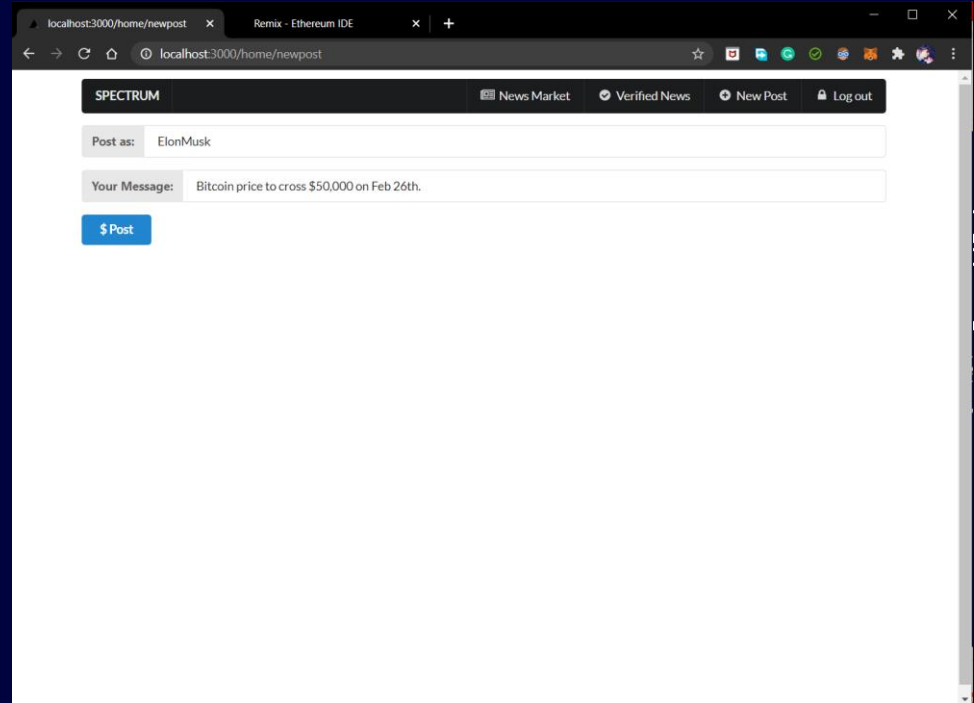 localhost:3000/home/newpost
Remix - Ethereum IDE
localhost:3000/home/newpost
SPECTRUM
News Market
Verified News
New Post
Log out
Post as:
ElonMusk
Your Message:
Bitcoin price to cross $50,000 on Feb 26th.
$ Post